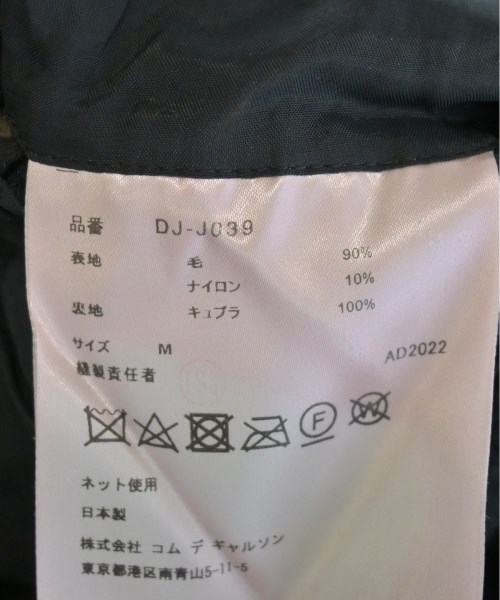 品番 DJ-J039
表地 毛 90%
ナイロン 10%
裏地 キュプラ 100%
サイズ M
AD2022
縫製責任者
F W
ネット使用
日本製
株式会社 コム デ ギャルソン
東京都港区南青山5-11-5